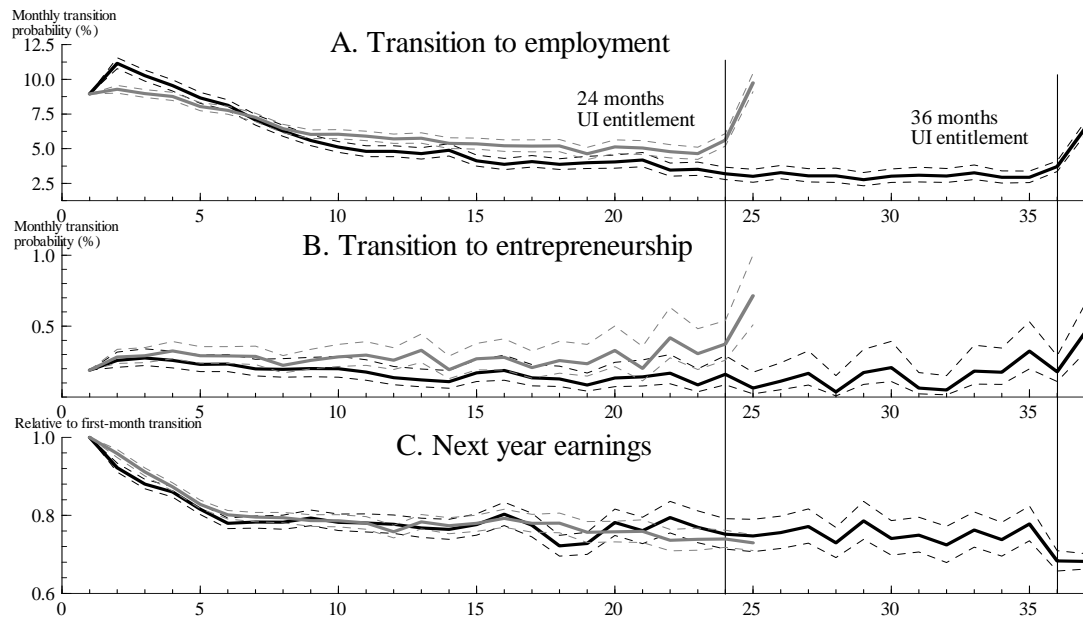 Monthly transition
probability (%)
A. Transition to employment
12.5
10.0
7.5
5.0
2.5
24 months
UI entitlement
36 months
UI entitlement
0 5 10 15 20 25 30 35
Monthly transition
probability (%)
B. Transition to entrepreneurship
1.0
0.5
0 5 10 15 20 25 30 35
Relative to first-month transition
C. Next year earnings
1.0
0.8
0.6
0 5 10 15 20 25 30 35